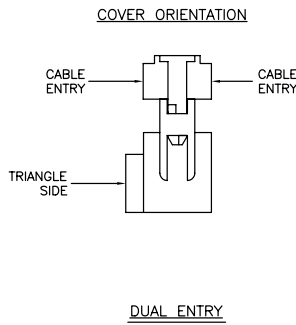 COVER ORIENTATION
CABLE
ENTRY
CABLE
ENTRY
TRIANGLE
SIDE
DUAL ENTRY